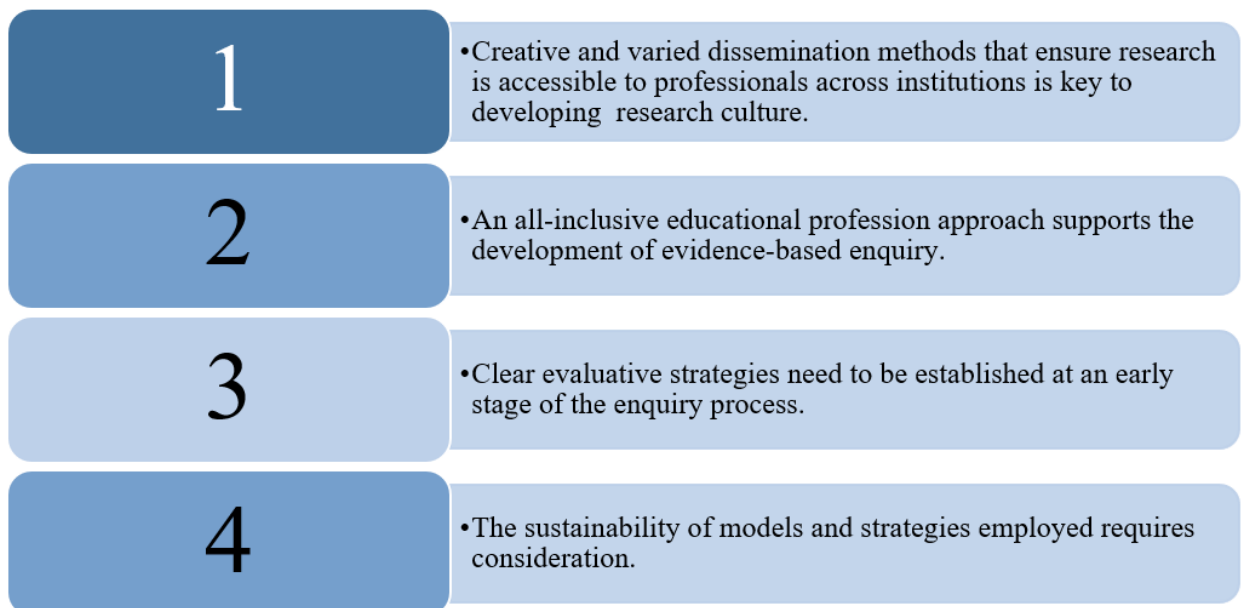 1
•Creative and varied dissemination methods that ensure research
is accessible to professionals across institutions is key to
developing  research culture.
2
•An all-inclusive educational profession approach supports the
development of evidence-based enquiry.
3
•Clear evaluative strategies need to be established at an early
stage of the enquiry process.
4
•The sustainability of models and strategies employed requires
consideration.